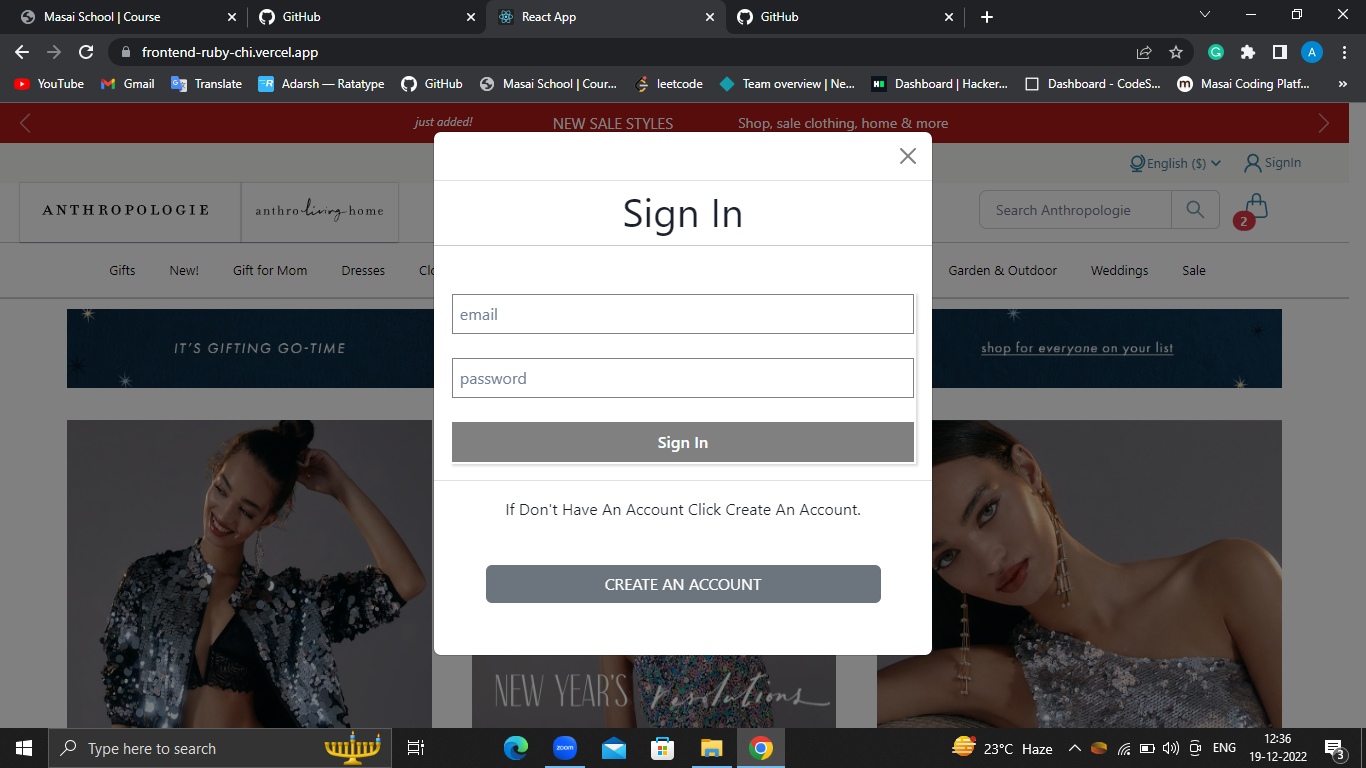 Masai School | Course
GitHub
React App
GitHub
frontend-ruby-chi.vercel.app
A
YouTube
Gmail
Translate
Adarsh — Ratatype
GitHub
Masai School | Cour...
leetcode
Team overview | Ne...
Dashboard | Hacker...
Dashboard - CodeS...
Masai Coding Platf...
just added! NEW SALE STYLES Shop, sale clothing, home & more
English ($)
SignIn
ANTHROPOLOGIE
anthro-living-home
Search Anthropologie
2
Gifts
New!
Gift for Mom
Dresses
Clo
Garden & Outdoor
Weddings
Sale
IT'S GIFTING GO-TIME
shop for everyone on your list
Sign In
email
password
Sign In
If Don't Have An Account Click Create An Account.
CREATE AN ACCOUNT
NEW YEAR'S resolutions
Type here to search
zoom
23°C Haze
ENG
12:36
19-12-2022
3